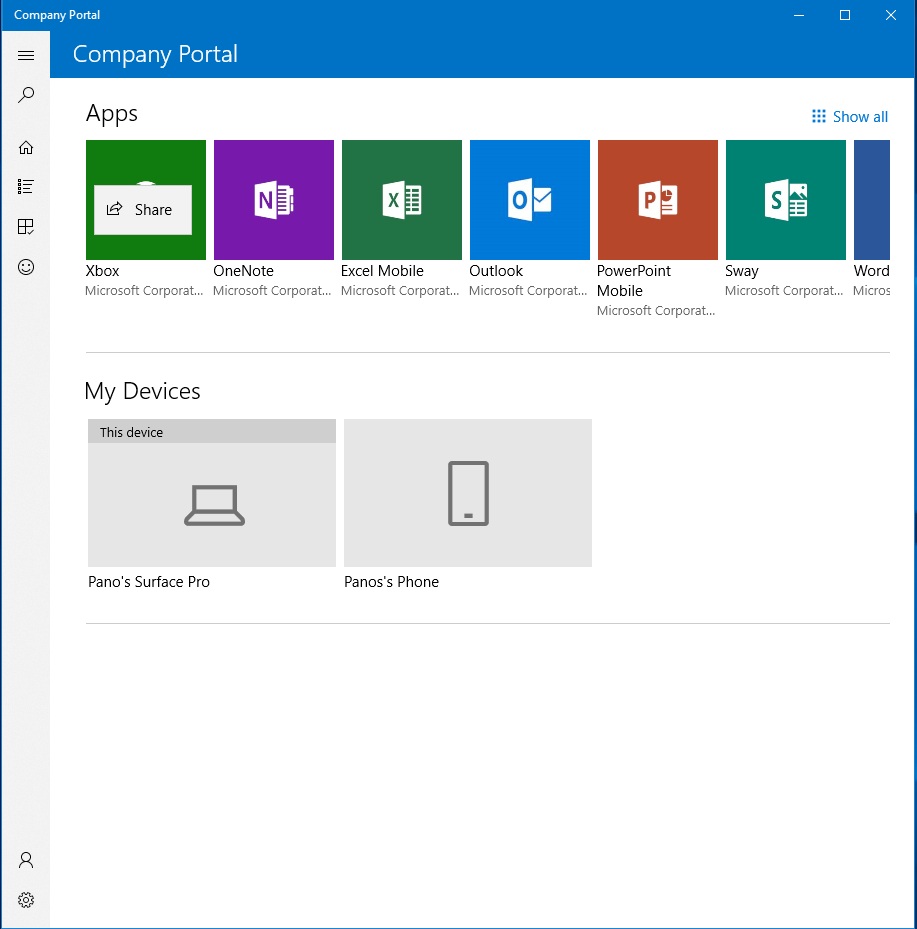 Company Portal
Company Portal
Apps
Show all
Share
N
X
O
P
S
Xbox
OneNote
Excel Mobile
Outlook
PowerPoint
Mobile
Sway
Word
Microsoft Corporat...
Microsoft Corporat...
Microsoft Corporat...
Microsoft Corporat...
Microsoft Corporat...
Microsoft Corporat...
Micros
My Devices
This device
Pano's Surface Pro
Panos's Phone